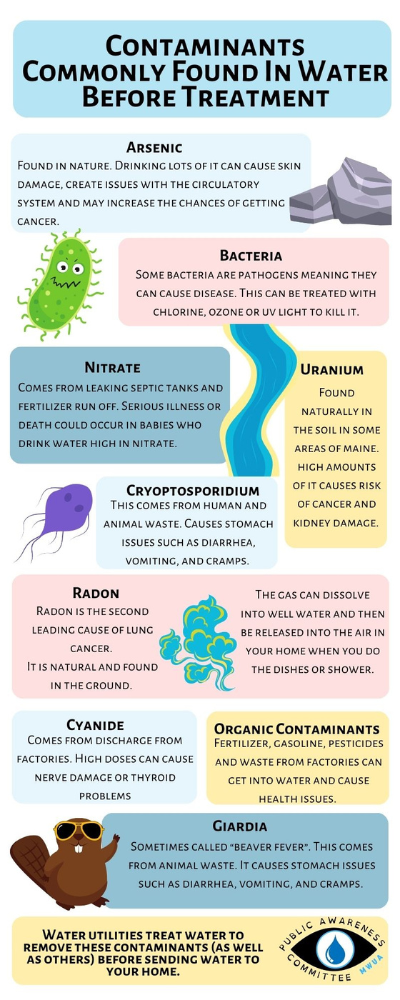 Contaminants
Commonly Found In Water
Before Treatment
Arsenic
Found in nature. Drinking lots of it can cause skin
damage, create issues with the circulatory
system and may increase the chances of getting
cancer.
Bacteria
Some bacteria are pathogens meaning they
can cause disease. This can be treated with
chlorine, ozone or UV light to kill it.
Nitrate
Comes from leaking septic tanks and
fertilizer run off. Serious illness or
death could occur in babies who
drink water high in nitrate.
Uranium
Found
naturally in
the soil in some
areas of Maine.
High amounts
of it causes risk
of cancer and
kidney damage.
Cryoptosporidium
This comes from human and
animal waste. Causes stomach
issues such as diarrhea,
vomiting, and cramps.
Radon
Radon is the second
leading cause of lung
cancer.
It is natural and found
in the ground.
The gas can dissolve
into well water and then
be released into the air in
your home when you do
the dishes or shower.
Cyanide
Comes from discharge from
factories. High doses can cause
nerve damage or thyroid
problems
Organic Contaminants
Fertilizer, gasoline, pesticides
and waste from factories can
get into water and cause
health issues.
Giardia
Sometimes called “beaver fever”. This comes
from animal waste. It causes stomach issues
such as diarrhea, vomiting, and cramps.
Water utilities treat water to
remove these contaminants (as well
as others) before sending water to
your home.
PUBLIC AWARENESS
COMMITTEE
MWUA